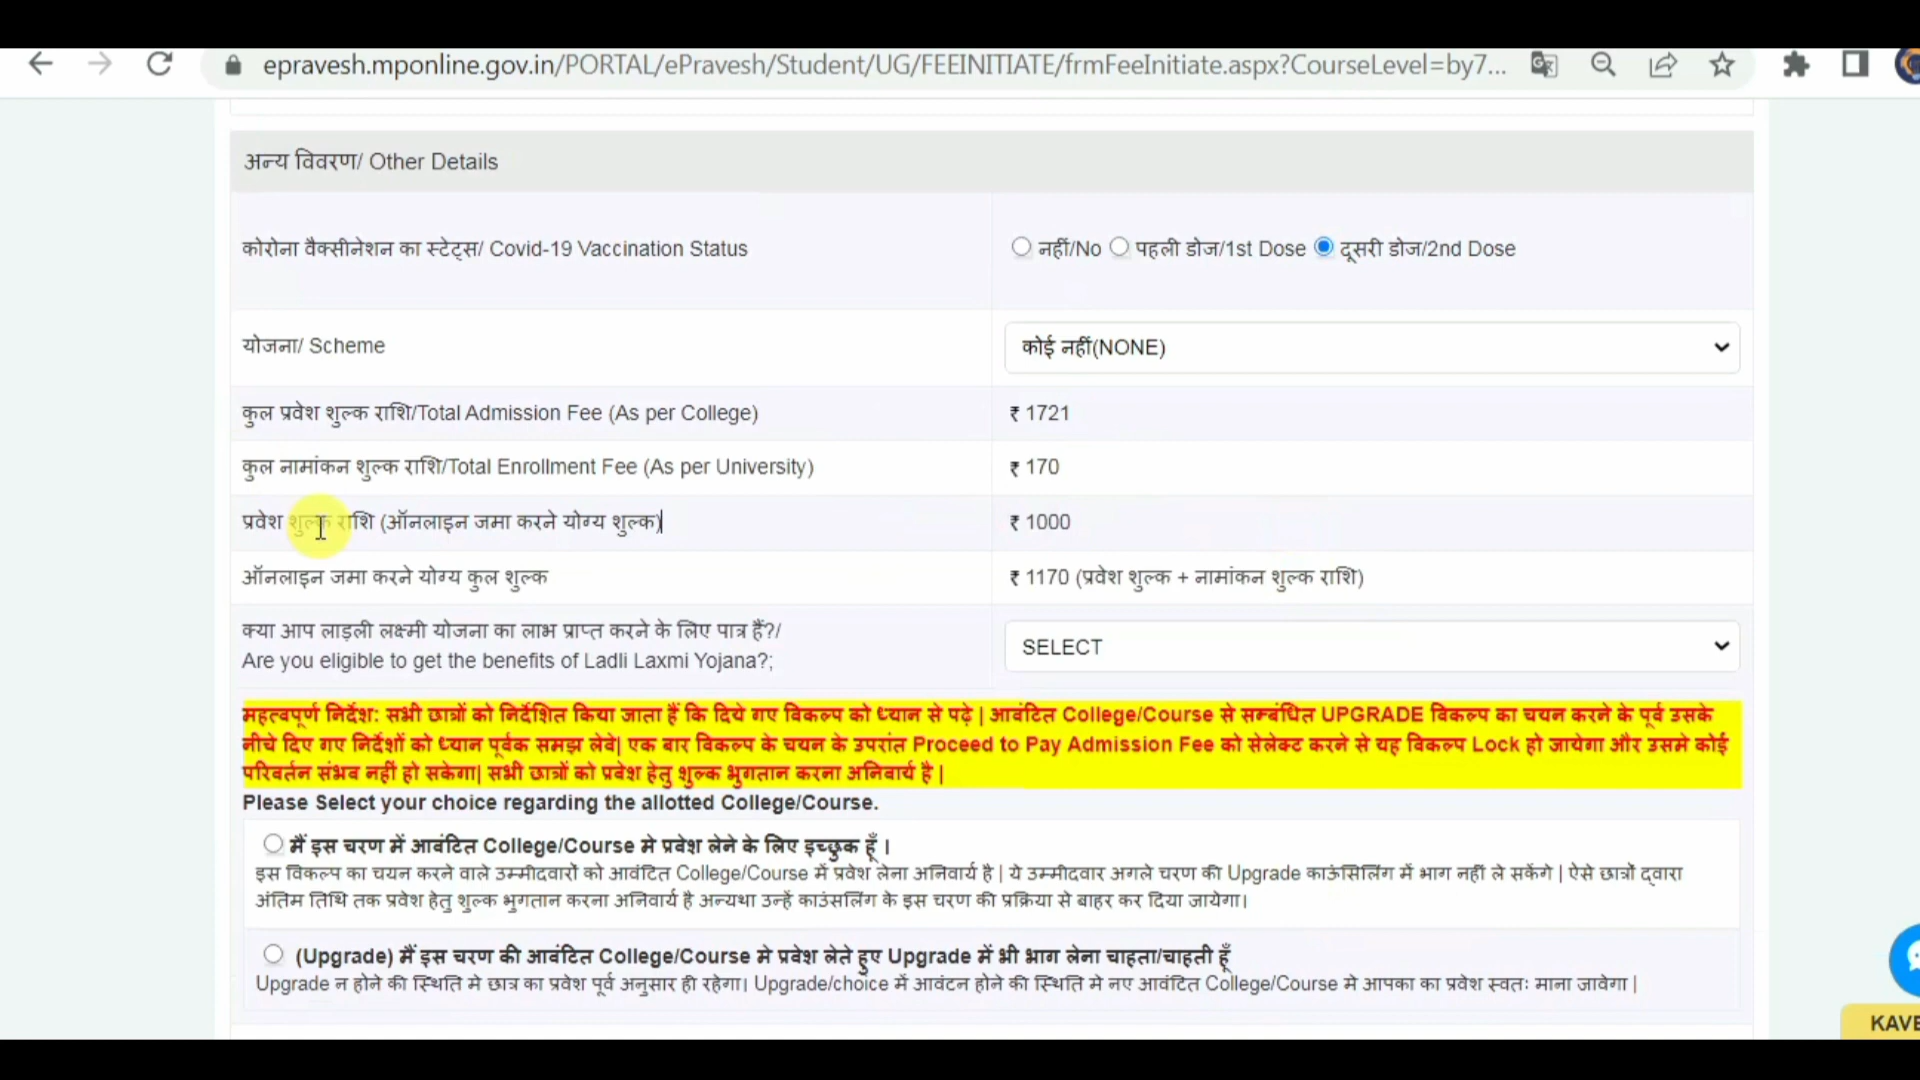 epravesh.mponline.gov.in/PORTAL/ePravesh/Student/UG/FEEINITIATE/frmFeeInitiate.aspx?CourseLevel=by7...
अन्य विवरण/ Other Details
कोरोना वैक्सीनेशन का स्टेट्स/ Covid-19 Vaccination Status
नहीं/No पहली डोज/1st Dose दूसरी डोज/2nd Dose
योजना/ Scheme
कोई नहीं(NONE)
कुल प्रवेश शुल्क राशि/Total Admission Fee (As per College)
₹ 1721
कुल नामांकन शुल्क राशि/Total Enrollment Fee (As per University)
₹ 170
प्रवेश शुल्क राशि (ऑनलाइन जमा करने योग्य शुल्क)
₹ 1000
ऑनलाइन जमा करने योग्य कुल शुल्क
₹ 1170 (प्रवेश शुल्क + नामांकन शुल्क राशि)
क्या आप लाड़ली लक्ष्मी योजना का लाभ प्राप्त करने के लिए पात्र हैं?/
Are you eligible to get the benefits of Ladli Laxmi Yojana?;
SELECT
महत्वपूर्ण निर्देश: सभी छात्रों को निर्देशित किया जाता हैं कि दिये गए विकल्प को ध्यान से पढ़े | आवंटित College/Course से सम्बंधित UPGRADE विकल्प का चयन करने के पूर्व उसके
नीचे दिए गए निर्देशों को ध्यान पूर्वक समझ लेवे| एक बार विकल्प के चयन के उपरांत Proceed to Pay Admission Fee को सेलेक्ट करने से यह विकल्प Lock हो जायेगा और उसमे कोई
परिवर्तन संभव नहीं हो सकेगा| सभी छात्रों को प्रवेश हेतु शुल्क भुगतान करना अनिवार्य है |
Please Select your choice regarding the allotted College/Course.
मैं इस चरण में आवंटित College/Course मे प्रवेश लेने के लिए इच्छुक हूँ ।
इस विकल्प का चयन करने वाले उम्मीदवारों को आवंटित College/Course में प्रवेश लेना अनिवार्य है | ये उम्मीदवार अगले चरण की Upgrade काऊंसिलिंग में भाग नहीं ले सकेंगे | ऐसे छात्रों द्वारा
अंतिम तिथि तक प्रवेश हेतु शुल्क भुगतान करना अनिवार्य है अन्यथा उन्हें काउंसलिंग के इस चरण की प्रक्रिया से बाहर कर दिया जायेगा।
(Upgrade) मैं इस चरण की आवंटित College/Course मे प्रवेश लेते हुए Upgrade में भी भाग लेना चाहता/चाहती हूँ
Upgrade न होने की स्थिति मे छात्र का प्रवेश पूर्व अनुसार ही रहेगा। Upgrade/choice में आवंटन होने की स्थिति मे नए आवंटित College/Course मे आपका का प्रवेश स्वतः माना जावेगा |